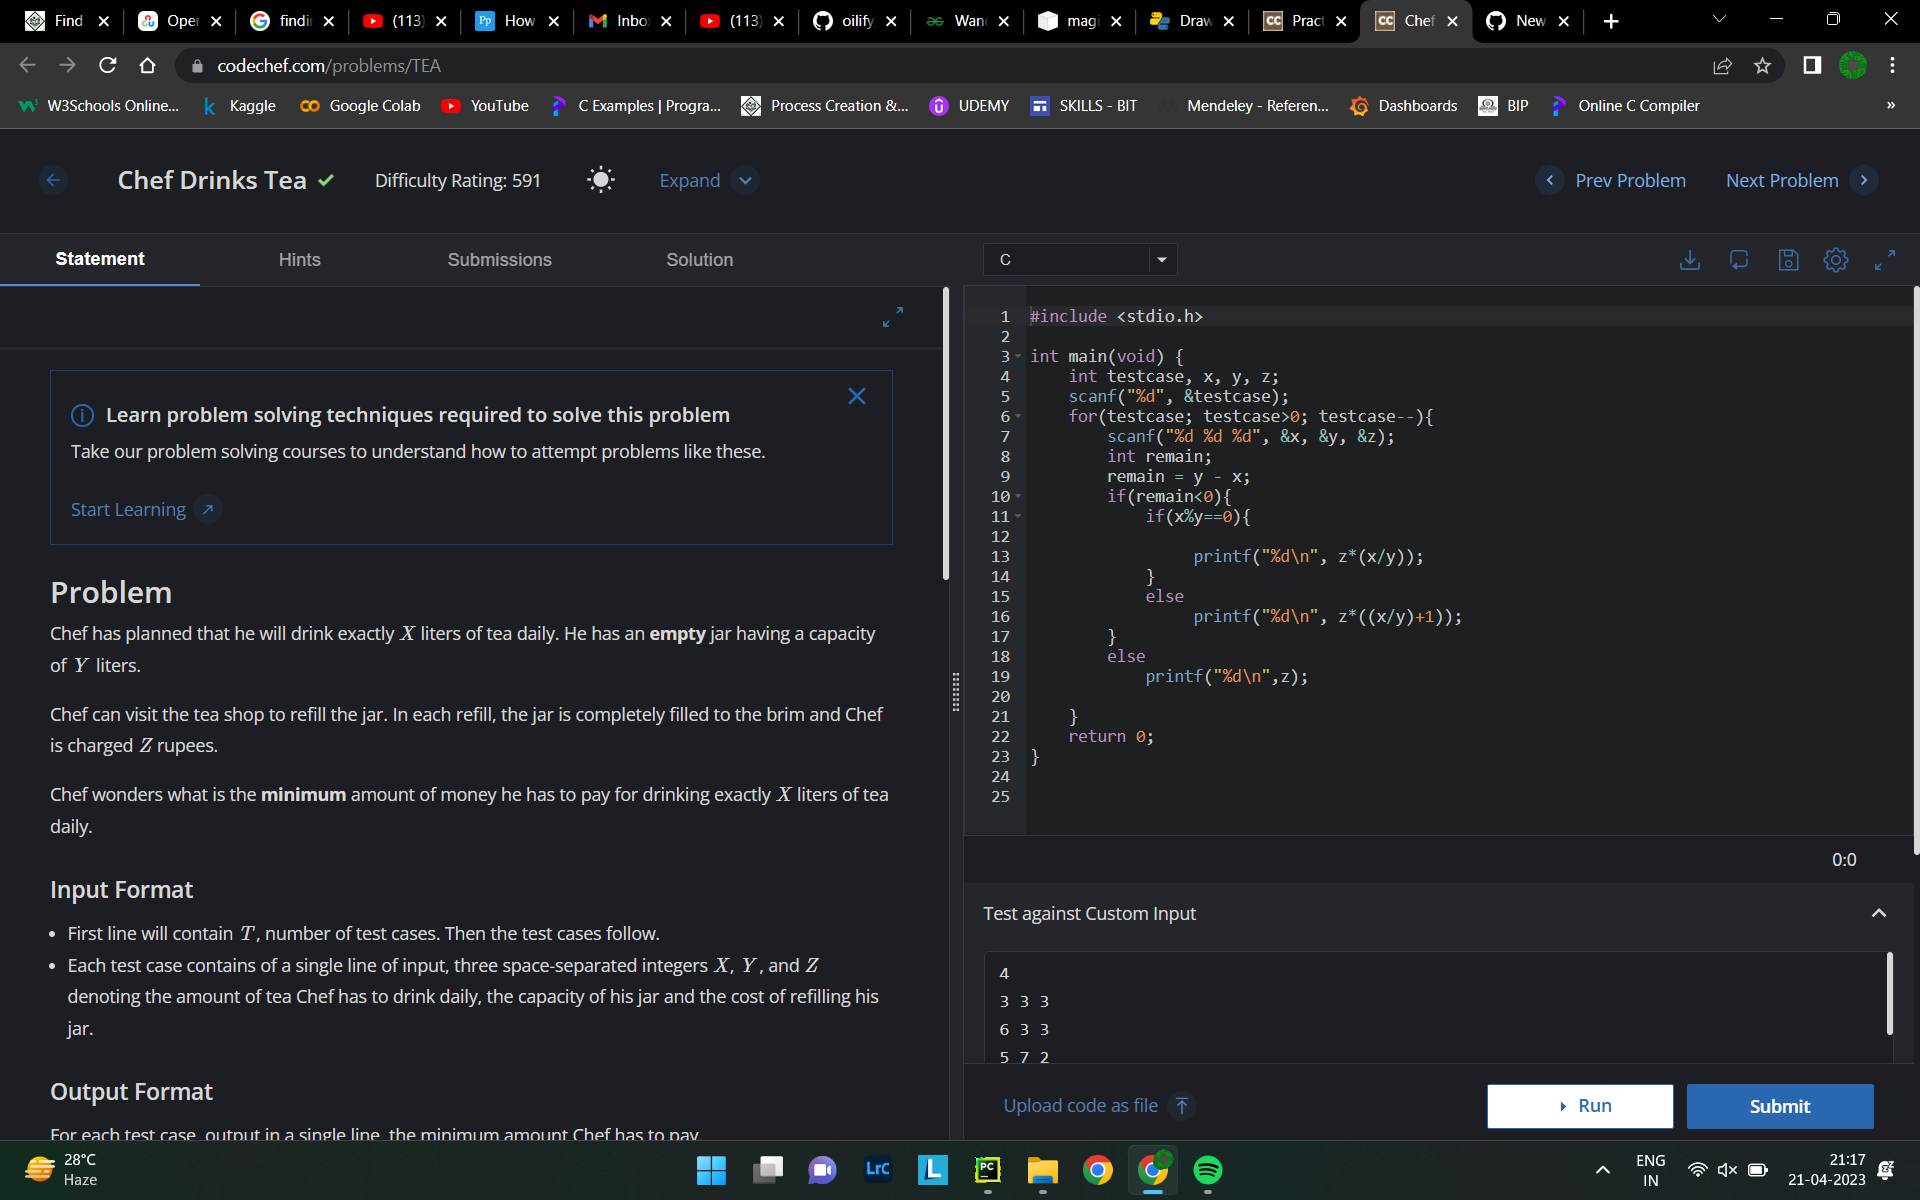 Find
Oper
findi
(113)
How
Inbo
(113)
oilify
Wan
magi
Draw
Pract
Chef
New
codechef.com/problems/TEA
W3Schools Online...
Kaggle
Google Colab
YouTube
C Examples | Progra...
Process Creation &...
UDEMY
SKILLS - BIT
Mendeley - Referen...
Dashboards
BIP
Online C Compiler
»
Chef Drinks Tea
Difficulty Rating: 591
Expand
Prev Problem
Next Problem
Statement
Hints
Submissions
Solution
Learn problem solving techniques required to solve this problem
Take our problem solving courses to understand how to attempt problems like these.
Start Learning
Problem
Chef has planned that he will drink exactly X liters of tea daily. He has an empty jar having a capacity
of Y liters.
Chef can visit the tea shop to refill the jar. In each refill, the jar is completely filled to the brim and Chef
is charged Z rupees.
Chef wonders what is the minimum amount of money he has to pay for drinking exactly X liters of tea
daily.
Input Format
• First line will contain T, number of test cases. Then the test cases follow.
• Each test case contains of a single line of input, three space-separated integers X, Y, and Z
denoting the amount of tea Chef has to drink daily, the capacity of his jar and the cost of refilling his
jar.
Output Format
For each test case, output in a single line, the minimum amount Chef has to pay.
C
1 #include <stdio.h>
2
3 int main(void) {
4 int testcase, x, y, z;
5 scanf("%d", &testcase);
6 for(testcase; testcase>0; testcase--){
7 scanf("%d %d %d", &x, &y, &z);
8 int remain;
9 remain = y - x;
10 if(remain<0){
11 if(x%y==0){
12
13 printf("%d\n", z*(x/y));
14 }
15 else
16 printf("%d\n", z*((x/y)+1));
17 }
18 else
19 printf("%d\n",z);
20
21 }
22 return 0;
23 }
24
25
0:0
Test against Custom Input
4
3 3 3
6 3 3
5 7 2
Upload code as file
Run
Submit
28°C
Haze
LrC
L
PC
ENG
IN
21:17
21-04-2023